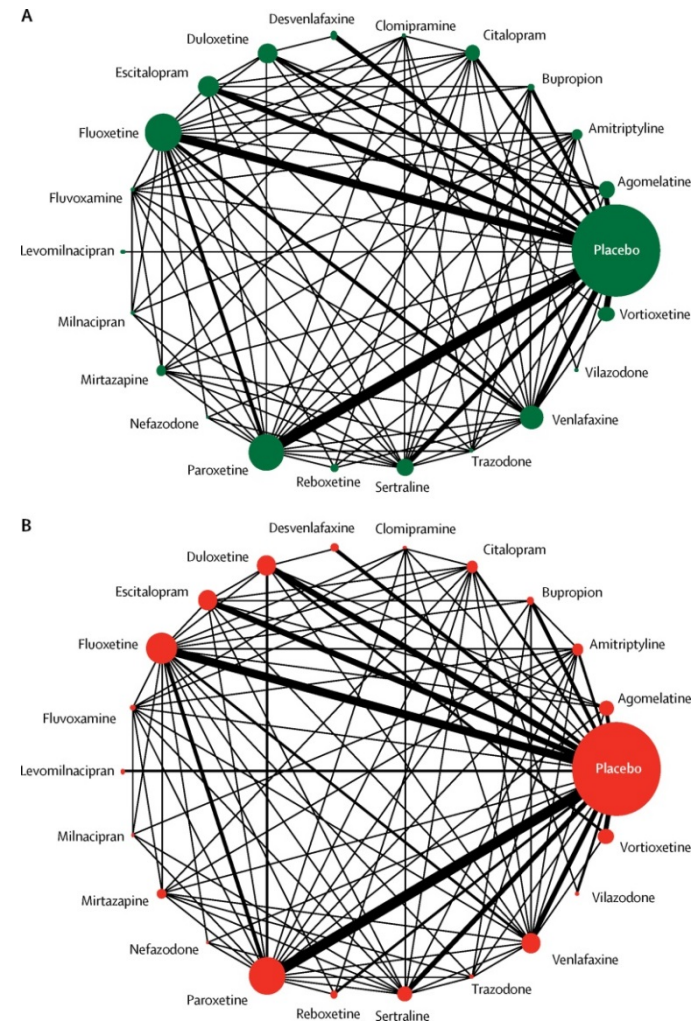 A
Desvenlafaxine
Clomipramine
Duloxetine
Citalopram
Escitalopram
Bupropion
Fluoxetine
Amitriptyline
Fluvoxamine
Agomelatine
Levomilnacipran
Placebo
Milnacipran
Vortioxetine
Mirtazapine
Vilazodone
Nefazodone
Venlafaxine
Paroxetine
Trazodone
Reboxetine
Sertraline
B
Desvenlafaxine
Clomipramine
Duloxetine
Citalopram
Escitalopram
Bupropion
Fluoxetine
Amitriptyline
Fluvoxamine
Agomelatine
Levomilnacipran
Placebo
Milnacipran
Vortioxetine
Mirtazapine
Vilazodone
Nefazodone
Venlafaxine
Paroxetine
Trazodone
Reboxetine
Sertraline